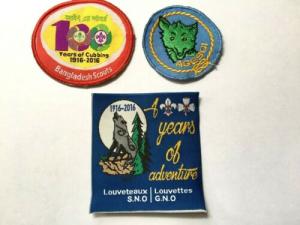 100
Years of Cubbing
1916-2016
Bangladesh Scouts
1916-2016
A
years
of
adventure
Louveteaux | Louvettes
S.N.O | G.N.O